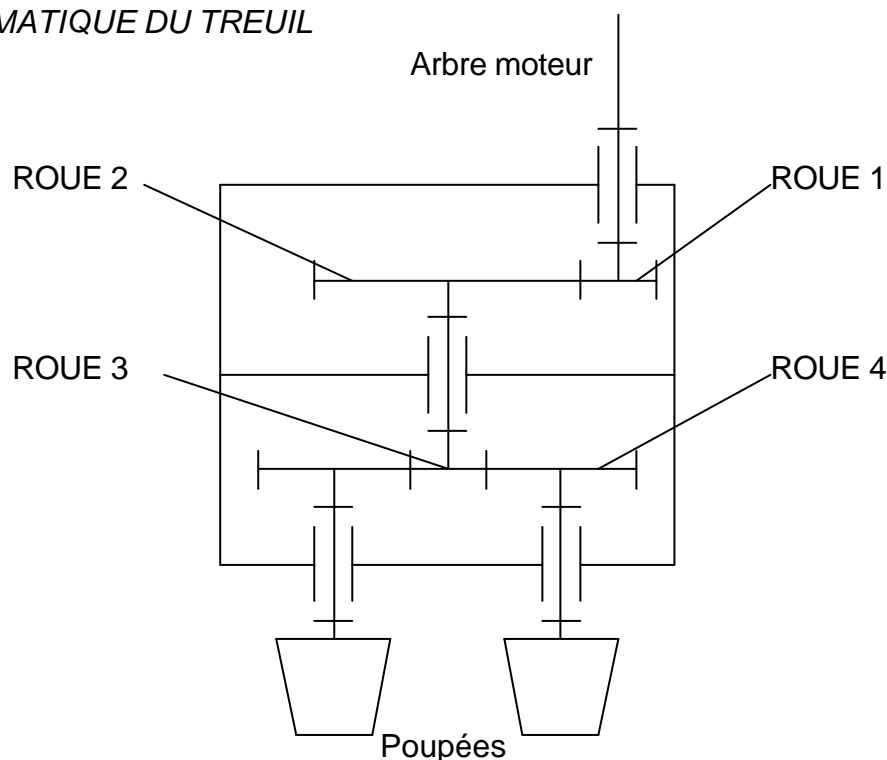 MATIQUE DU TREUIL
Arbre moteur
ROUE 2
ROUE 1
ROUE 3
ROUE 4
Poupées